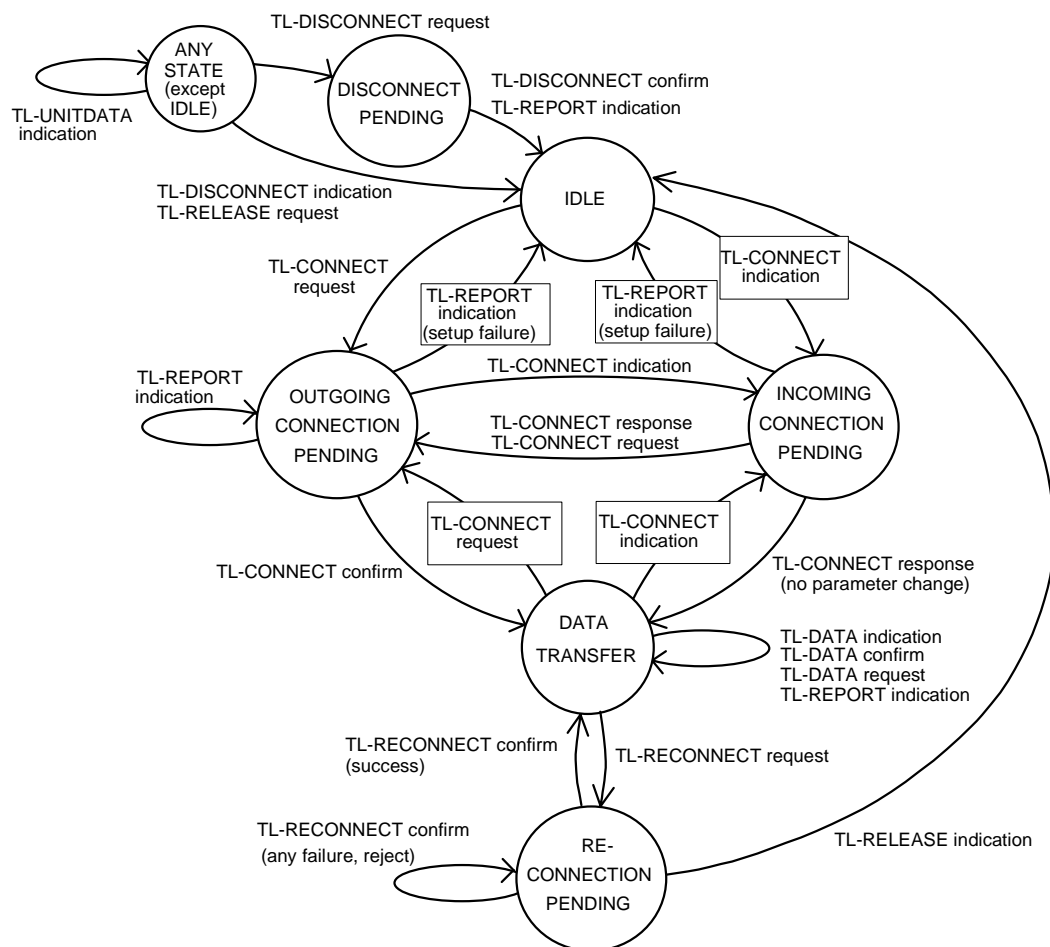 TL-DISCONNECT request
ANY
STATE
(except
IDLE)
TL-UNITDATA
indication
DISCONNECT
PENDING
TL-DISCONNECT confirm
TL-REPORT indication
TL-DISCONNECT indication
TL-RELEASE request
IDLE
TL-CONNECT
request
TL-REPORT
indication
(setup failure)
TL-REPORT
indication
(setup failure)
TL-CONNECT
indication
TL-REPORT
indication
OUTGOING
CONNECTION
PENDING
TL-CONNECT indication
TL-CONNECT response
TL-CONNECT request
INCOMING
CONNECTION
PENDING
TL-CONNECT
request
TL-CONNECT
indication
TL-CONNECT confirm
TL-CONNECT response
(no parameter change)
DATA
TRANSFER
TL-DATA indication
TL-DATA confirm
TL-DATA request
TL-REPORT indication
TL-RECONNECT confirm
(success)
TL-RECONNECT request
TL-RECONNECT confirm
(any failure, reject)
RE-
CONNECTION
PENDING
TL-RELEASE indication